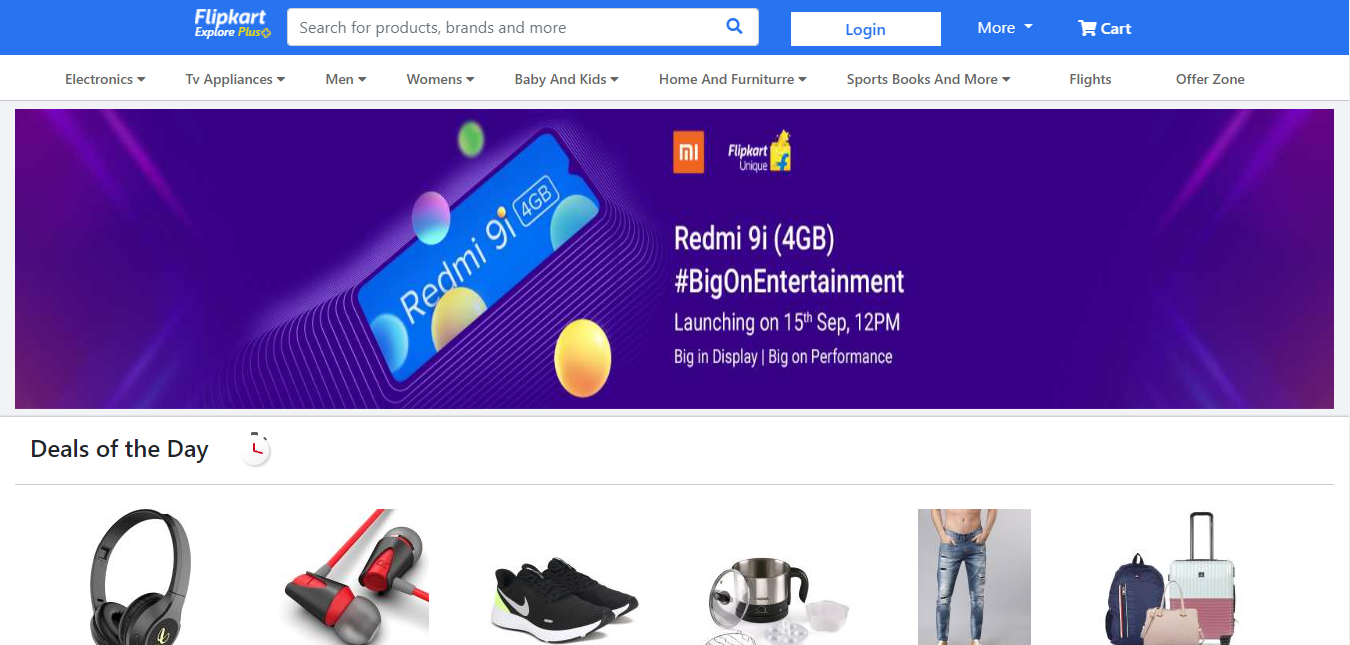 Flipkart
Explore Plus
Search for products, brands and more
Login
More
Cart
Electronics
Tv Appliances
Men
Womens
Baby And Kids
Home And Furniturre
Sports Books And More
Flights
Offer Zone
mi
Flipkart
Unique
Redmi 9i 4GB
Redmi 9i (4GB)
#BigOnEntertainment
Launching on 15th Sep, 12PM
Big in Display | Big on Performance
Deals of the Day